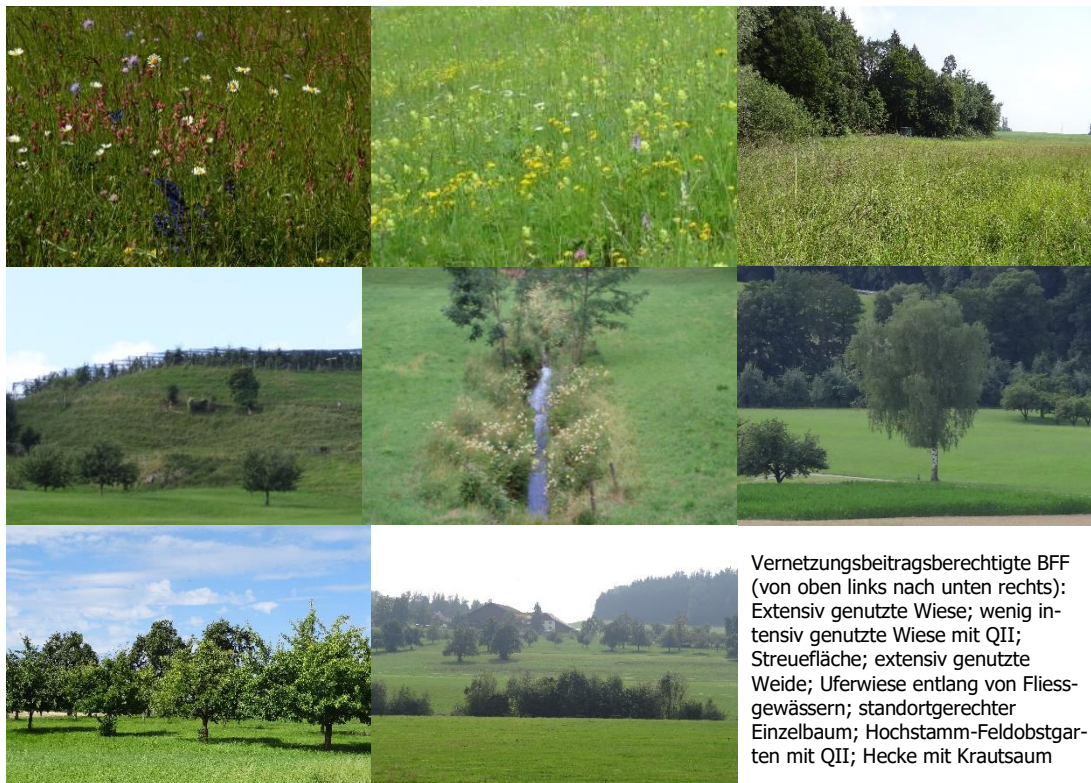 Vernetzungsbeitragsberechtigte BFF
(von oben links nach unten rechts):
Extensiv genutzte Wiese; wenig in-
tensiv genutzte Wiese mit QII;
Streuefläche; extensiv genutzte
Weide; Uferwiese entlang von Fliess-
gewässern; standortgerechter
Einzelbaum; Hochstamm-Feldobstgar-
ten mit QII; Hecke mit Krautsaum